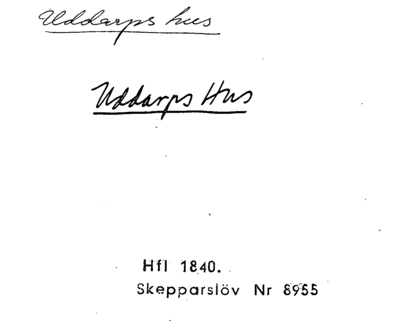 Uddarps hus
Uddarps Hus
Hfl 1840.
Skepparslöv Nr 8955